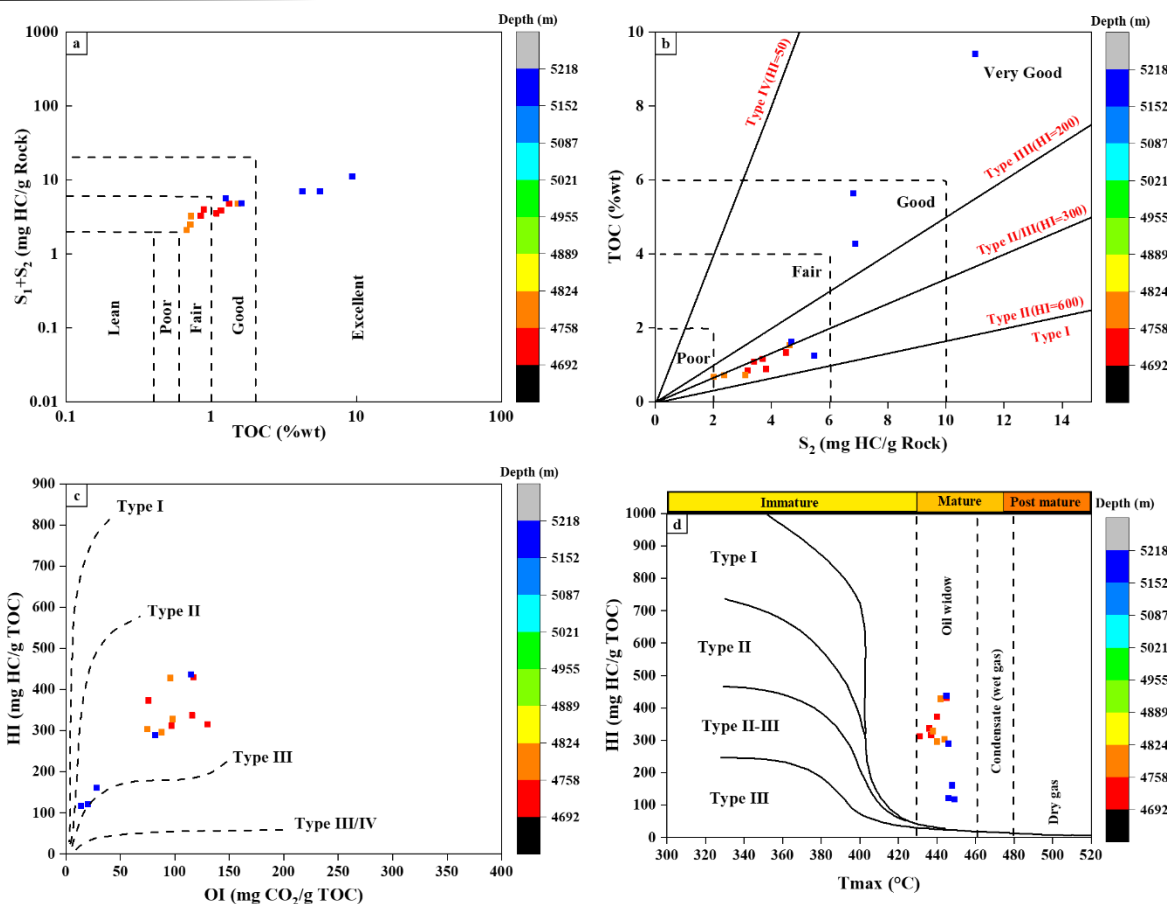 a
Depth (m)
1000
100
10
1
0.1
0.01
S₁+S₂ (mg HC/g Rock)
Lean
Poor
Fair
Good
Excellent
0.1
1
10
100
TOC (%wt)
5218
5152
5087
5021
4955
4889
4824
4758
4692
b
Depth (m)
10
8
6
4
2
0
TOC (%wt)
Type IV(HI=50)
Very Good
Type IIII(HI=200)
Good
Type II/III(HI=300)
Fair
Type II(HI=600)
Type I
Poor
0
2
4
6
8
10
12
14
S₂ (mg HC/g Rock)
5218
5152
5087
5021
4955
4889
4824
4758
4692
c
Depth (m)
900
800
700
600
500
400
300
200
100
0
HI (mg HC/g TOC)
Type I
Type II
Type III
Type III/IV
0
50
100
150
200
250
300
350
400
OI (mg CO₂/g TOC)
5218
5152
5087
5021
4955
4889
4824
4758
4692
Immature
Mature
Post mature
d
Depth (m)
1000
900
800
700
600
500
400
300
200
100
0
HI (mg HC/g TOC)
Type I
Type II
Type II-III
Type III
Oil widow
Condensate (wet gas)
Dry gas
300
320
340
360
380
400
420
440
460
480
500
520
Tmax (°C)
5218
5152
5087
5021
4955
4889
4824
4758
4692